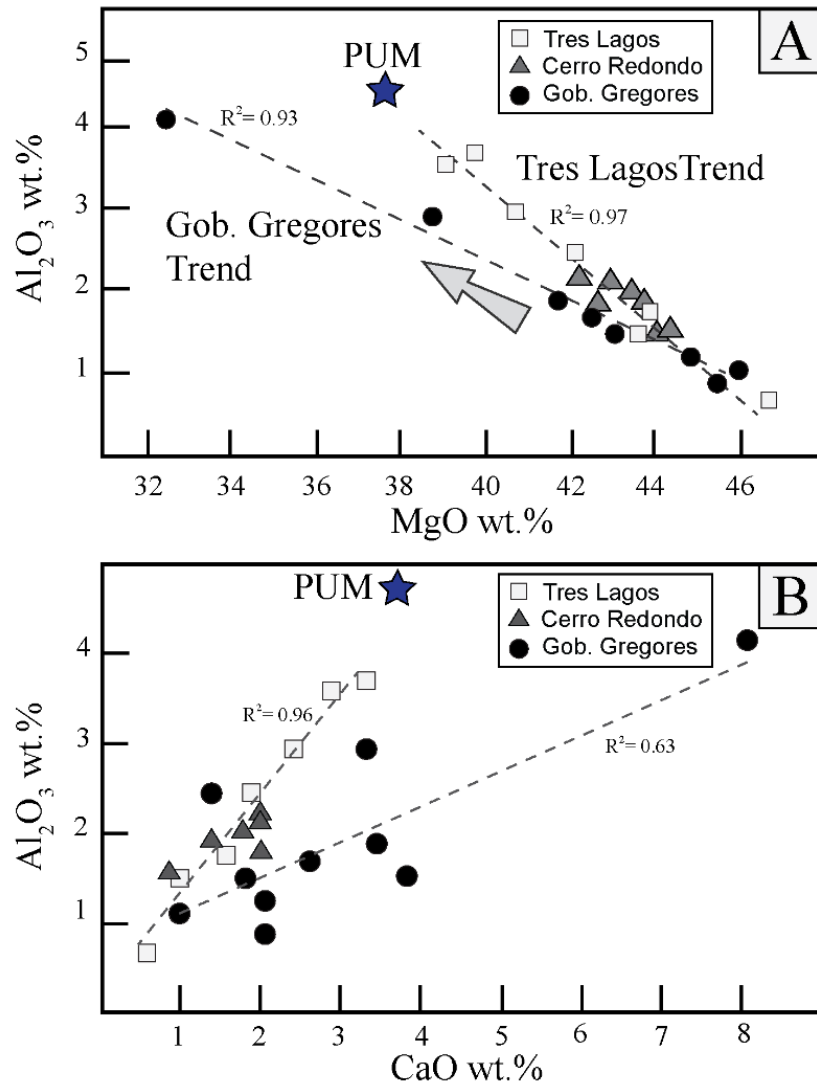 A
Tres Lagos
Cerro Redondo
Gob. Gregores
PUM
R²= 0.93
Tres LagosTrend
R²= 0.97
Gob. Gregores
Trend
Al₂O₃ wt.%
5
4
3
2
1
32
34
36
38
40
42
44
46
MgO wt.%
B
PUM
Tres Lagos
Cerro Redondo
Gob. Gregores
R²= 0.96
R²= 0.63
Al₂O₃ wt.%
4
3
2
1
1
2
3
4
5
6
7
8
CaO wt.%